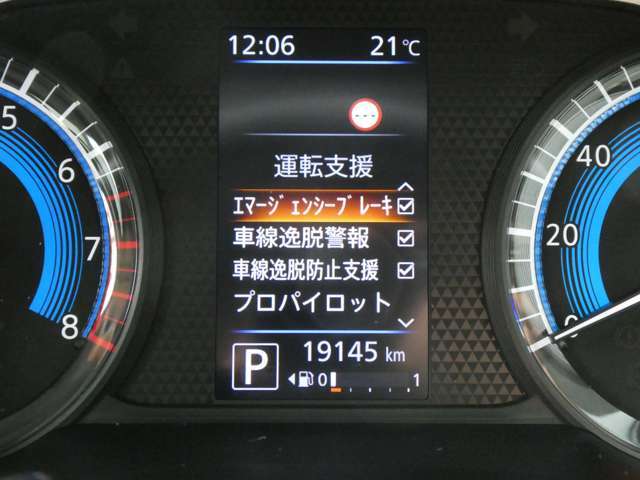 12:06 21℃
---
運転支援
ｴﾏｰｼﾞｪﾝｼｰﾌﾞﾚｰｷ
車線逸脱警報
車線逸脱防止支援
プロパイロット
P 19145 km
0 1
5
6
7
8
40
20
0